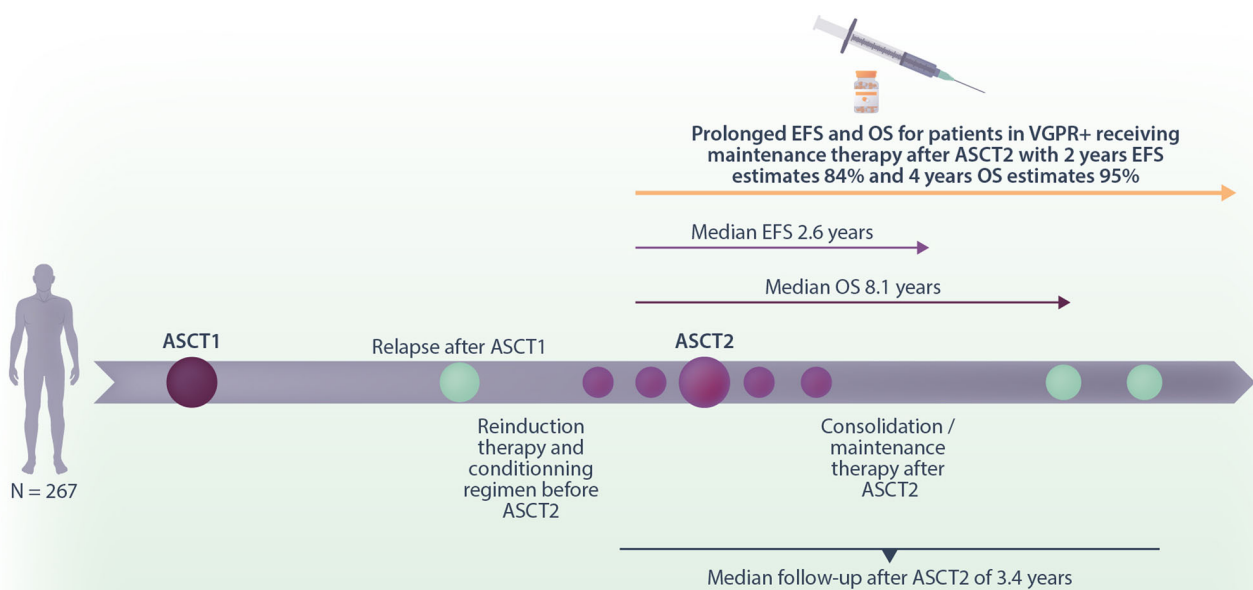 Prolonged EFS and OS for patients in VGPR+ receiving
maintenance therapy after ASCT2 with 2 years EFS
estimates 84% and 4 years OS estimates 95%
Median EFS 2.6 years
Median OS 8.1 years
ASCT1
Relapse after ASCT1
ASCT2
Reinduction
therapy and
conditionning
regimen before
ASCT2
Consolidation /
maintenance
therapy after
ASCT2
N = 267
Median follow-up after ASCT2 of 3.4 years